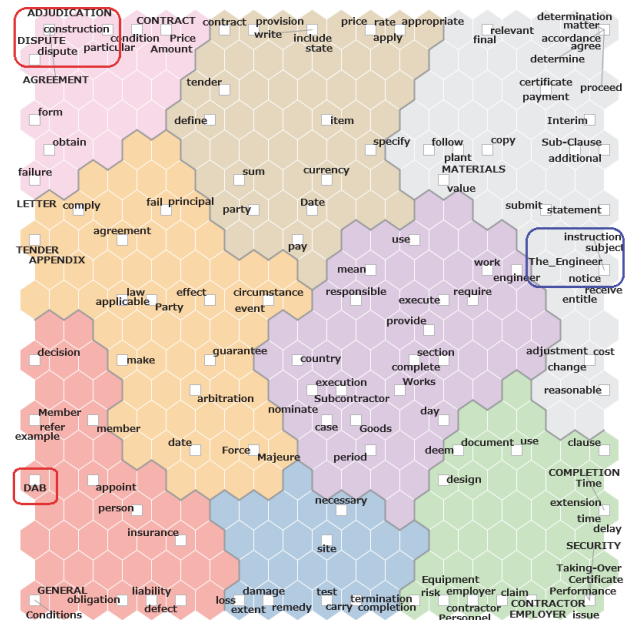 ADJUDICATION
construction
DISPUTE
dispute
particular
AGREEMENT
CONTRACT
condition
Price
Amount
contract
provision
write
include
state
price
rate
appropriate
apply
final
relevant
determination
matter
accordance
agree
determine
certificate
payment
proceed
tender
define
item
form
obtain
failure
Interim
Sub-Clause
additional
specify
follow
copy
plant
MATERIALS
value
sum
currency
LETTER
comply
fail
principal
party
Date
submit
statement
agreement
TENDER
APPENDIX
pay
use
instruction
subject
mean
work
The_Engineer
engineer
notice
receive
entitle
law
applicable
Party
effect
circumstance
event
responsible
execute
require
provide
decision
make
guarantee
country
section
complete
adjustment
cost
change
arbitration
execution
Subcontractor
nominate
Works
reasonable
Member
refer
example
member
case
Goods
day
date
Force
Majeure
period
deem
document
use
clause
DAB
appoint
design
COMPLETION
Time
person
necessary
extension
time
delay
insurance
site
SECURITY
Taking-Over
Certificate
Performance
GENERAL
Conditions
obligation
liability
defect
loss
damage
extent
remedy
test
carry
termination
completion
Equipment
risk
employer
claim
contractor
Personnel
CONTRACTOR
EMPLOYER
issue